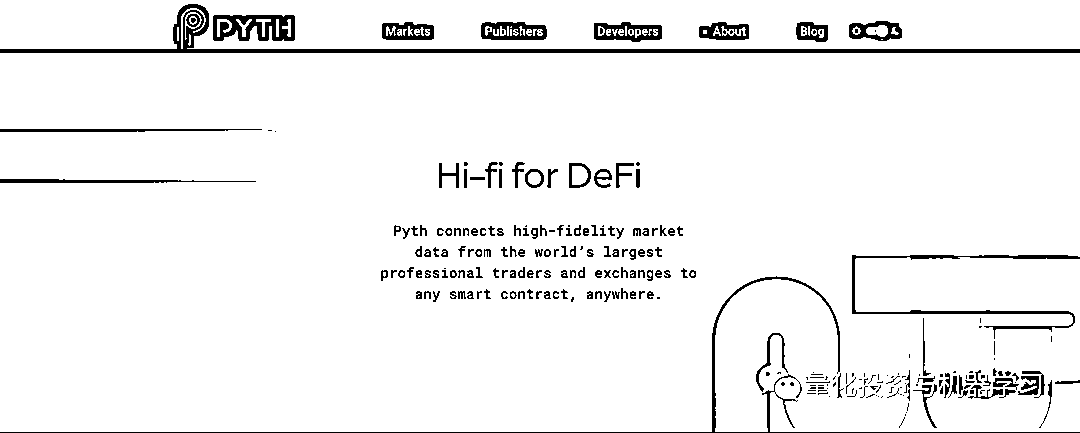 PYTH
Markets Publishers Developers About Blog
Hi-fi for DeFi
Pyth connects high-fidelity market
data from the world's largest
professional traders and exchanges to
any smart contract, anywhere.
量化投资与机器学习